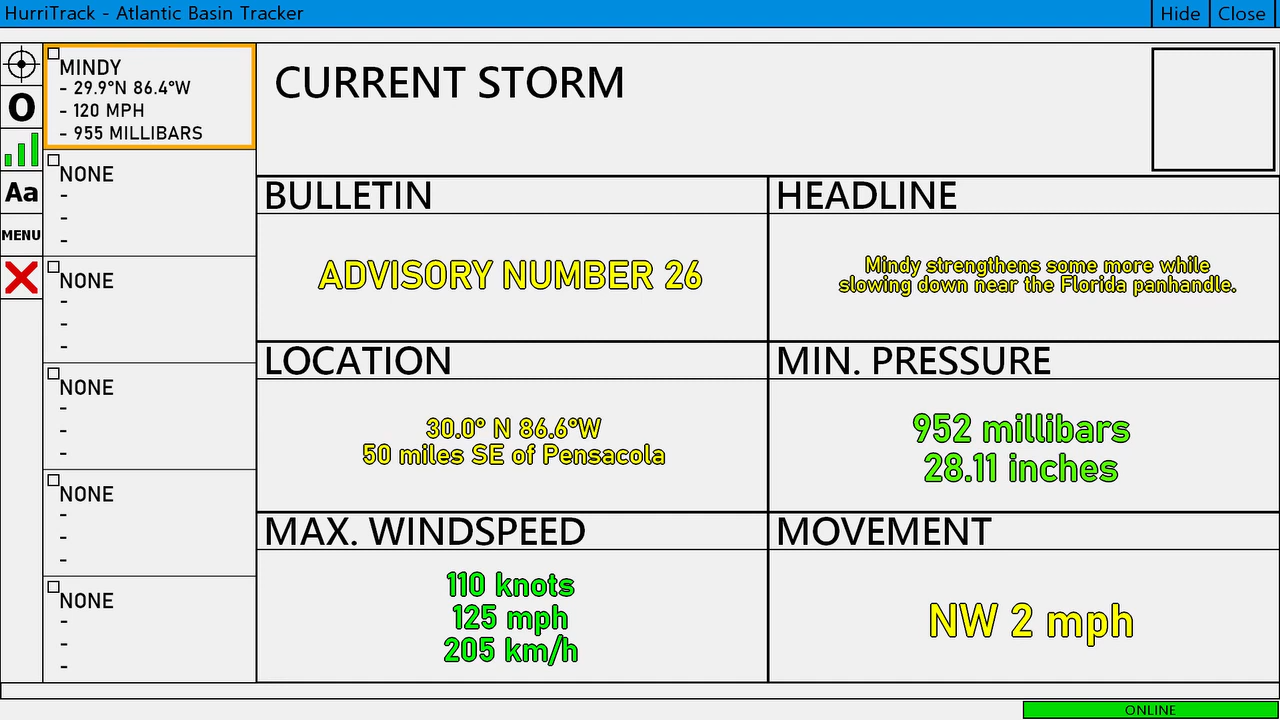 HurriTrack - Atlantic Basin Tracker
Hide
Close
O
Aa
MENU
MINDY
- 29.9°N 86.4°W
- 120 MPH
- 955 MILLIBARS
NONE
-
-
-
NONE
-
-
-
NONE
-
-
-
NONE
-
-
-
NONE
-
-
-
CURRENT STORM
BULLETIN
ADVISORY NUMBER 26
HEADLINE
Mindy strengthens some more while
slowing down near the Florida panhandle.
LOCATION
30.0° N 86.6°W
50 miles SE of Pensacola
MIN. PRESSURE
952 millibars
28.11 inches
MAX. WINDSPEED
110 knots
125 mph
205 km/h
MOVEMENT
NW 2 mph
ONLINE